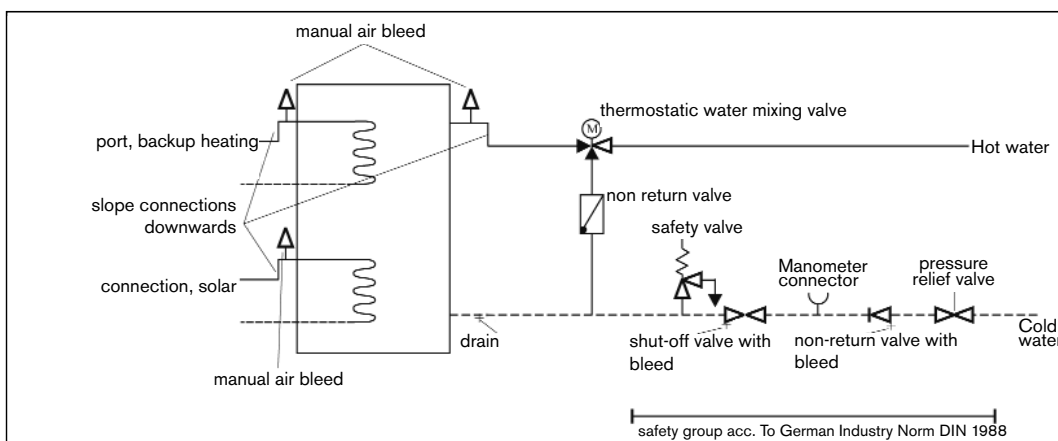 manual air bleed
thermostatic water mixing valve
M
port, backup heating
Hot water
non return valve
slope connections
downwards
safety valve
Manometer
connector
pressure
relief valve
connection, solar
drain
shut-off valve with
bleed
non-return valve with
bleed
Cold
water
manual air bleed
safety group acc. To German Industry Norm DIN 1988